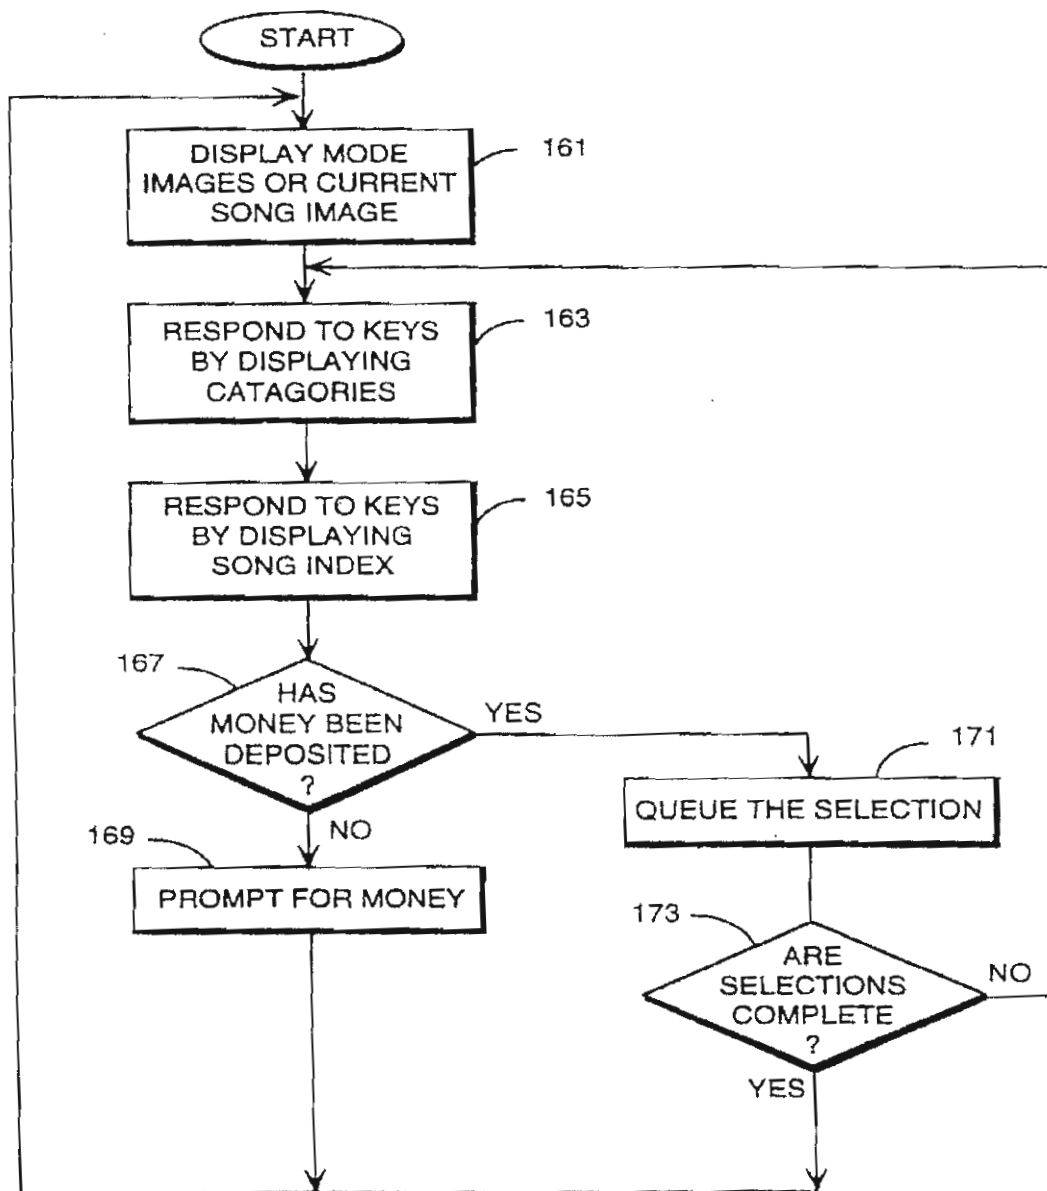 START
DISPLAY MODE
IMAGES OR CURRENT
SONG IMAGE
161
RESPOND TO KEYS
BY DISPLAYING
CATAGORIES
163
RESPOND TO KEYS
BY DISPLAYING
SONG INDEX
165
167
HAS
MONEY BEEN
DEPOSITED
?
YES
NO
169
PROMPT FOR MONEY
171
QUEUE THE SELECTION
173
ARE
SELECTIONS
COMPLETE
?
NO
YES